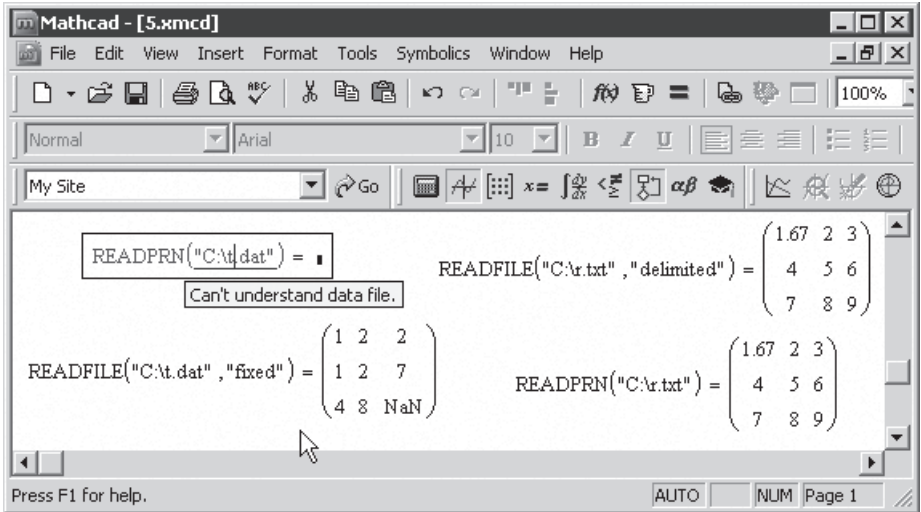 Mathcad - [5.xmcd]
File Edit View Insert Format Tools Symbolics Window Help
ABC f(x) 100%
Normal Arial 10 B I U
My Site Go x= αβ
READPRN("C:\t.dat") =
Can't understand data file.
READFILE("C:\r.txt" ,"delimited") =
1.67 2 3
4 5 6
7 8 9
READFILE("C:\t.dat" ,"fixed") =
1 2 2
1 2 7
4 8 NaN
READPRN("C:\r.txt") =
1.67 2 3
4 5 6
7 8 9
Press F1 for help. AUTO NUM Page 1